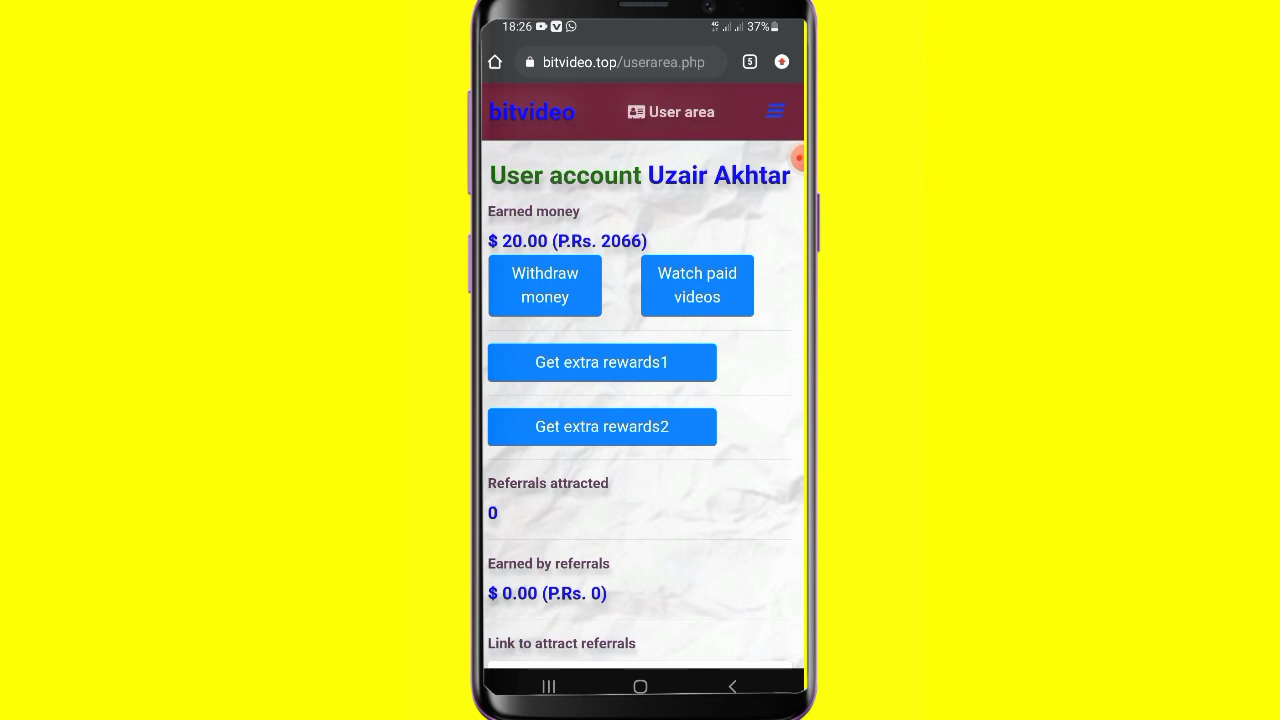 18:26 37%
bitvideo.top/userarea.php 5
bitvideo User area
User account Uzair Akhtar
Earned money
$ 20.00 (P.Rs. 2066)
Withdraw money
Watch paid videos
Get extra rewards1
Get extra rewards2
Referrals attracted
0
Earned by referrals
$ 0.00 (P.Rs. 0)
Link to attract referrals